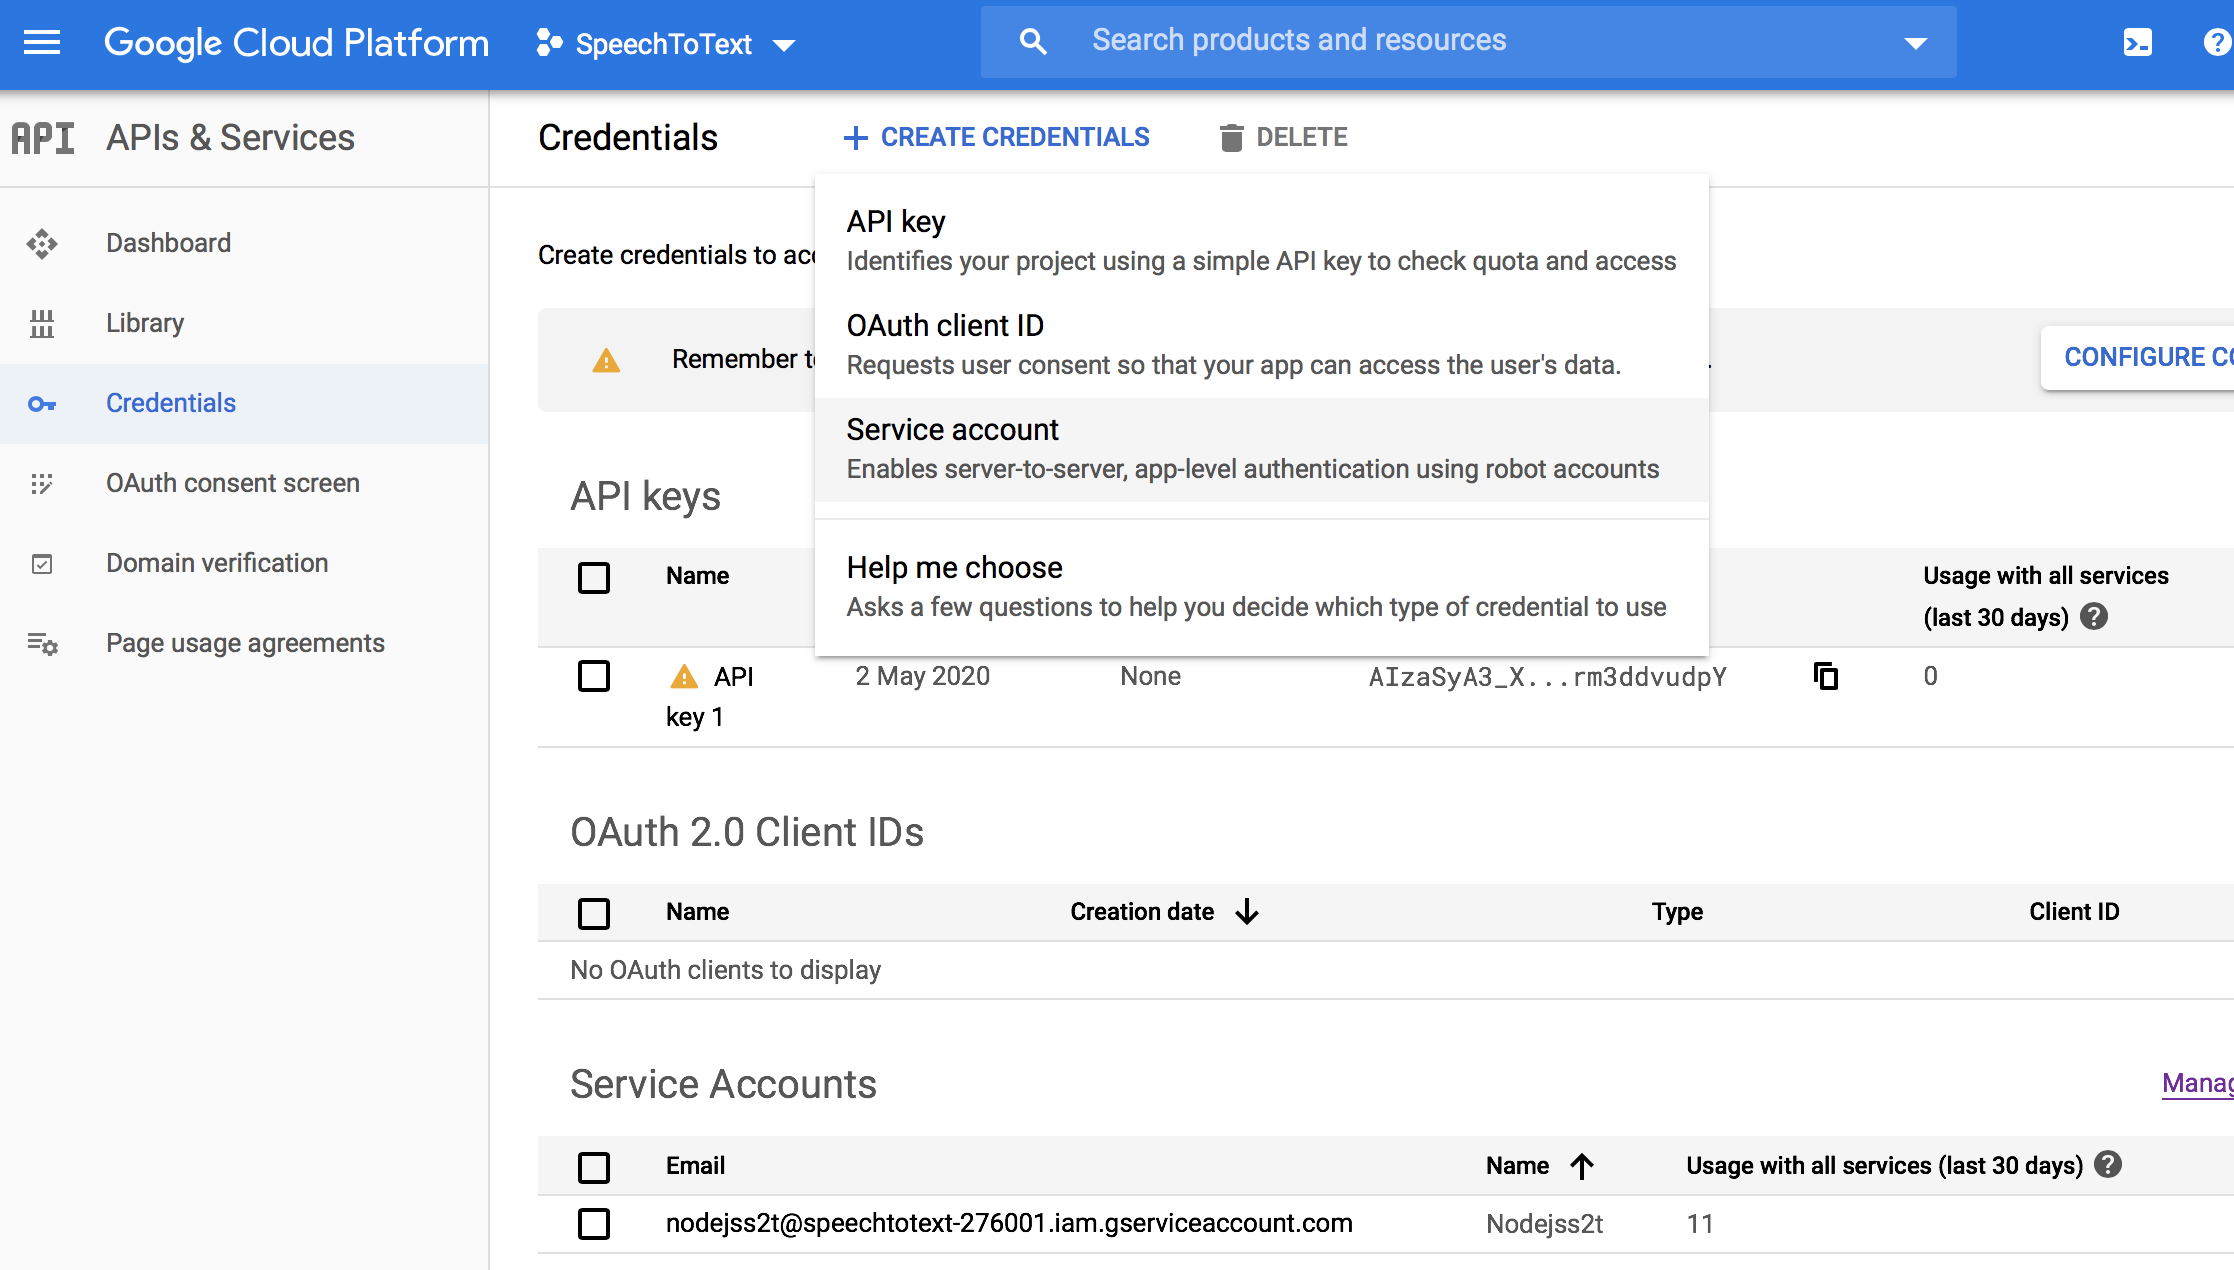 Google Cloud Platform
SpeechToText
Search products and resources
API APIs & Services
Credentials
CREATE CREDENTIALS
DELETE
Dashboard
Library
Credentials
OAuth consent screen
Domain verification
Page usage agreements
Create credentials to acc
Remember to
CONFIGURE CO
API key
Identifies your project using a simple API key to check quota and access
OAuth client ID
Requests user consent so that your app can access the user's data.
Service account
Enables server-to-server, app-level authentication using robot accounts
Help me choose
Asks a few questions to help you decide which type of credential to use
API keys
Name
Usage with all services
(last 30 days)
API key 1
2 May 2020 None AIzaSyA3_X...rm3ddvudpY 0
OAuth 2.0 Client IDs
Name Creation date Type Client ID
No OAuth clients to display
Service Accounts
Manag
Email Name Usage with all services (last 30 days)
nodejss2t@speechtotext-276001.iam.gserviceaccount.com Nodejss2t 11